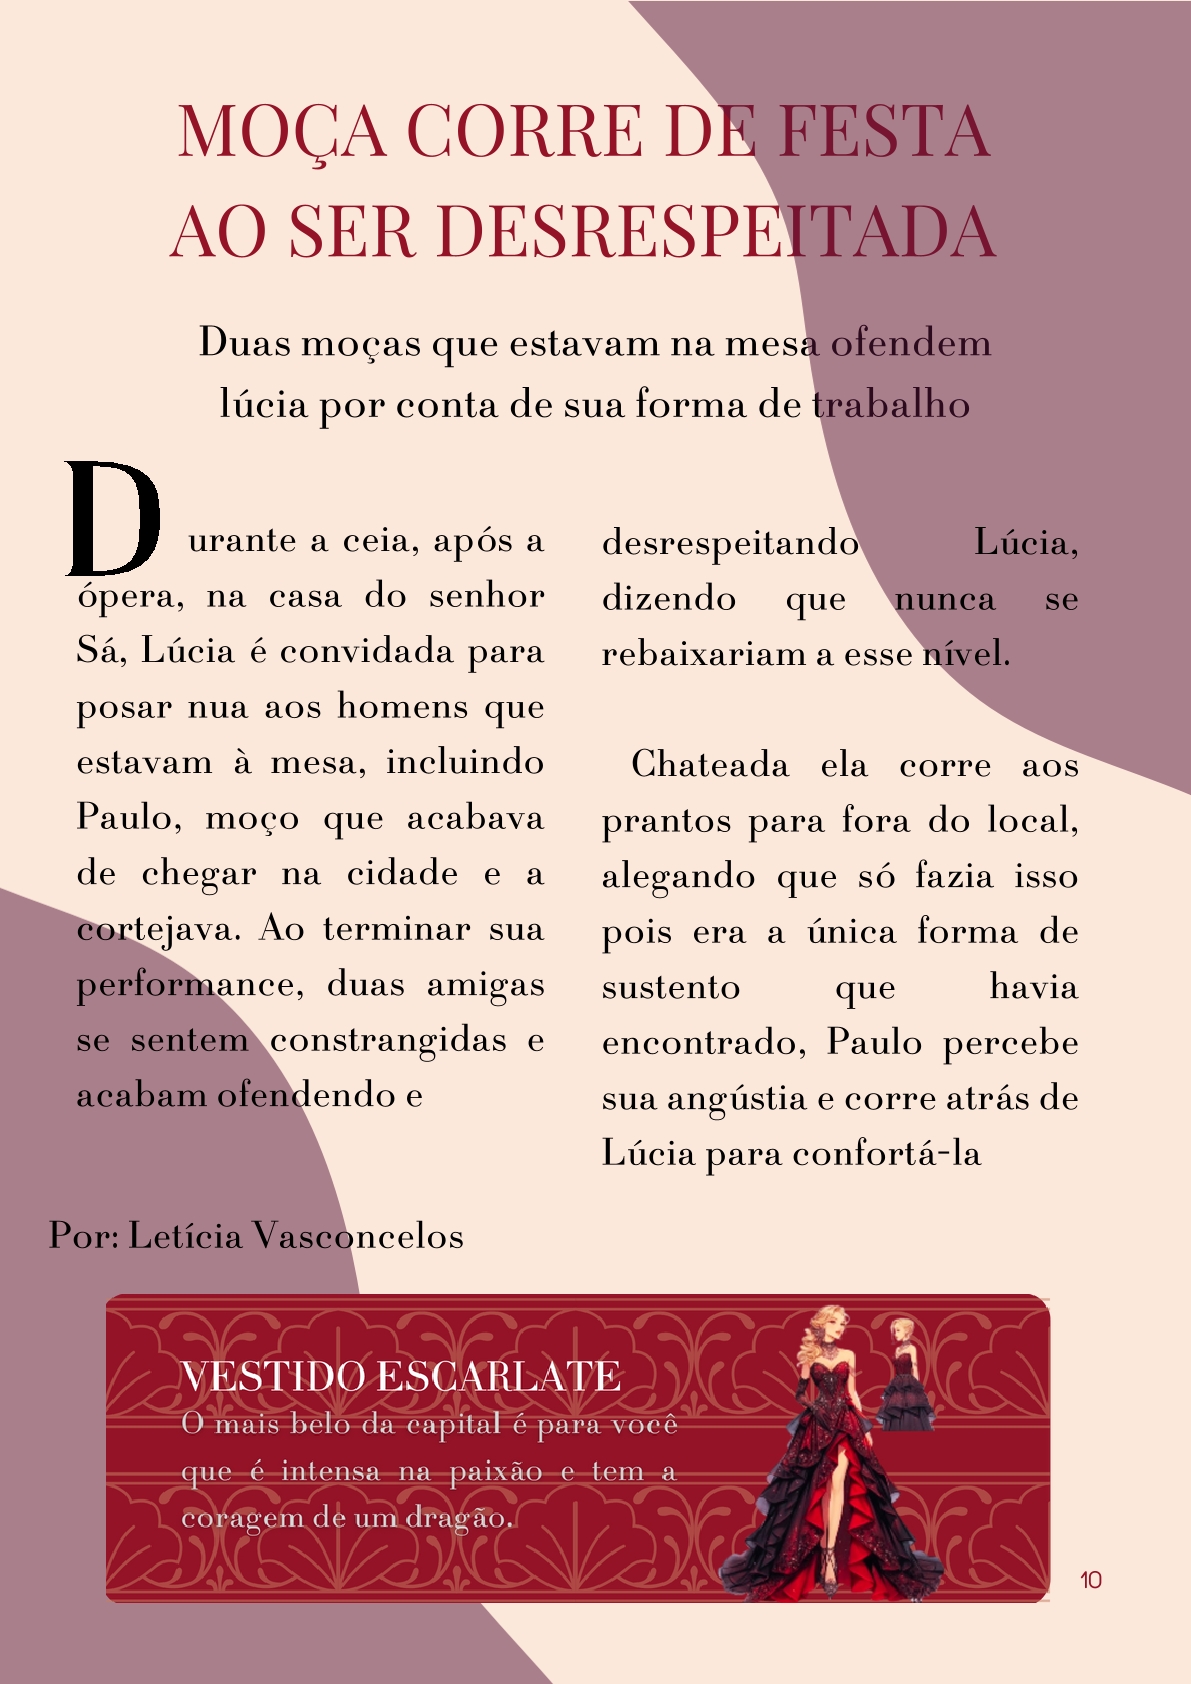 MOÇA CORRE DE FESTA
AO SER DESRESPEITADA
Duas moças que estavam na mesa ofendem
lúcia por conta de sua forma de trabalho
Durante a ceia, após a
ópera, na casa do senhor
Sá, Lúcia é convidada para
posar nua aos homens que
estavam à mesa, incluindo
Paulo, moço que acabava
de chegar na cidade e a
cortejava. Ao terminar sua
performance, duas amigas
se sentem constrangidas e
acabam ofendendo e
desrespeitando Lúcia,
dizendo que nunca se
rebaixariam a esse nível.
Chateada ela corre aos
prantos para fora do local,
alegando que só fazia isso
pois era a única forma de
sustento que havia
encontrado, Paulo percebe
sua angústia e corre atrás de
Lúcia para confortá-la
Por: Letícia Vasconcelos
VESTIDO ESCARLATE
O mais belo da capital é para você
que é intensa na paixão e tem a
coragem de um dragão.
10